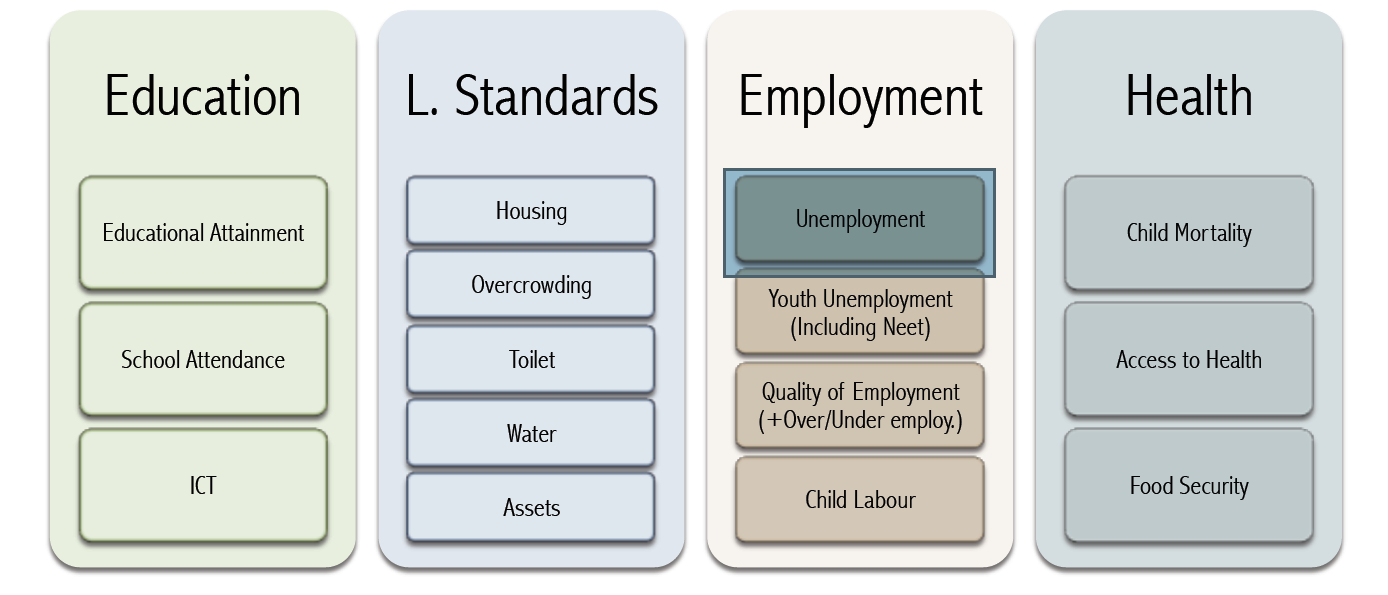 Education
Educational Attainment
School Attendance
ICT
L. Standards
Housing
Overcrowding
Toilet
Water
Assets
Employment
Unemployment
Youth Unemployment
(Including Neet)
Quality of Employment
(+Over/Under employ.)
Child Labour
Health
Child Mortality
Access to Health
Food Security